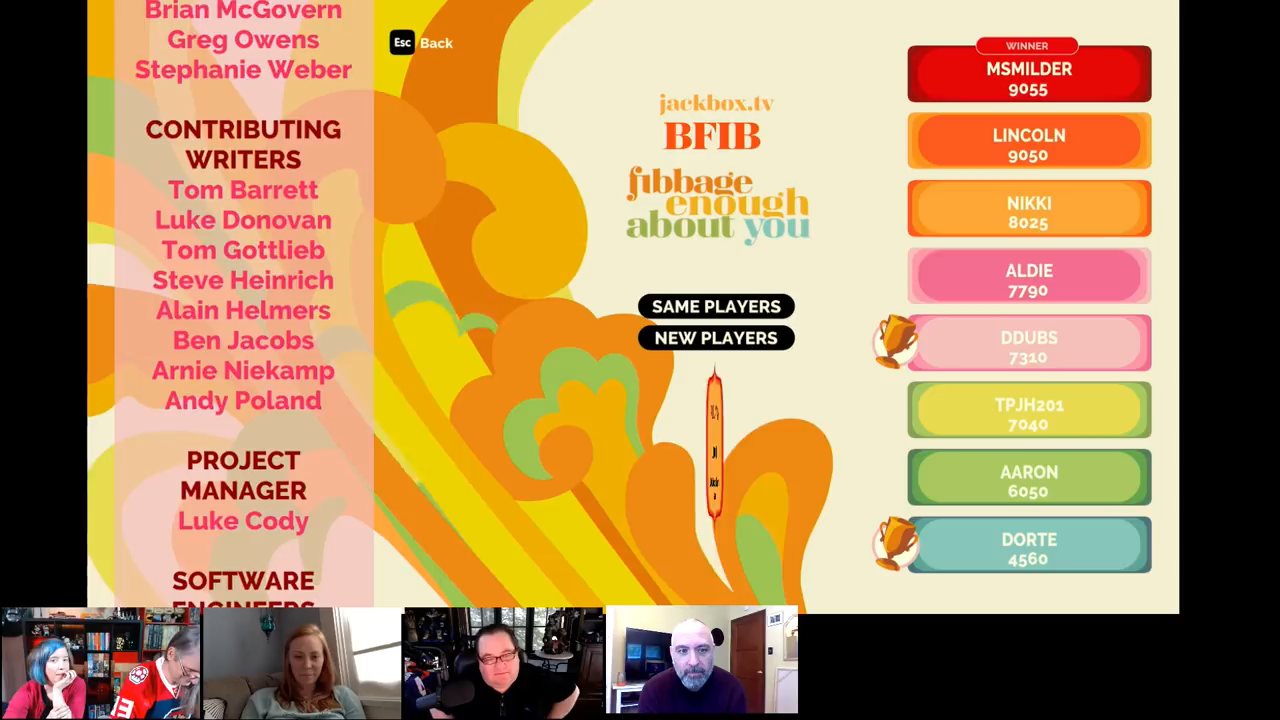 Brian McGovern
Greg Owens
Stephanie Weber
CONTRIBUTING
WRITERS
Tom Barrett
Luke Donovan
Tom Gottlieb
Steve Heinrich
Alain Helmers
Ben Jacobs
Arnie Niekamp
Andy Poland
PROJECT
MANAGER
Luke Cody
SOFTWARE
ENGINEERS
Esc Back
jackbox.tv
BFIB
fibbage
enough
about you
SAME PLAYERS
NEW PLAYERS
WINNER
MSMILDER
9055
LINCOLN
9050
NIKKI
8025
ALDIE
7790
DDUBS
7310
TPJH201
7040
AARON
6050
DORTE
4560